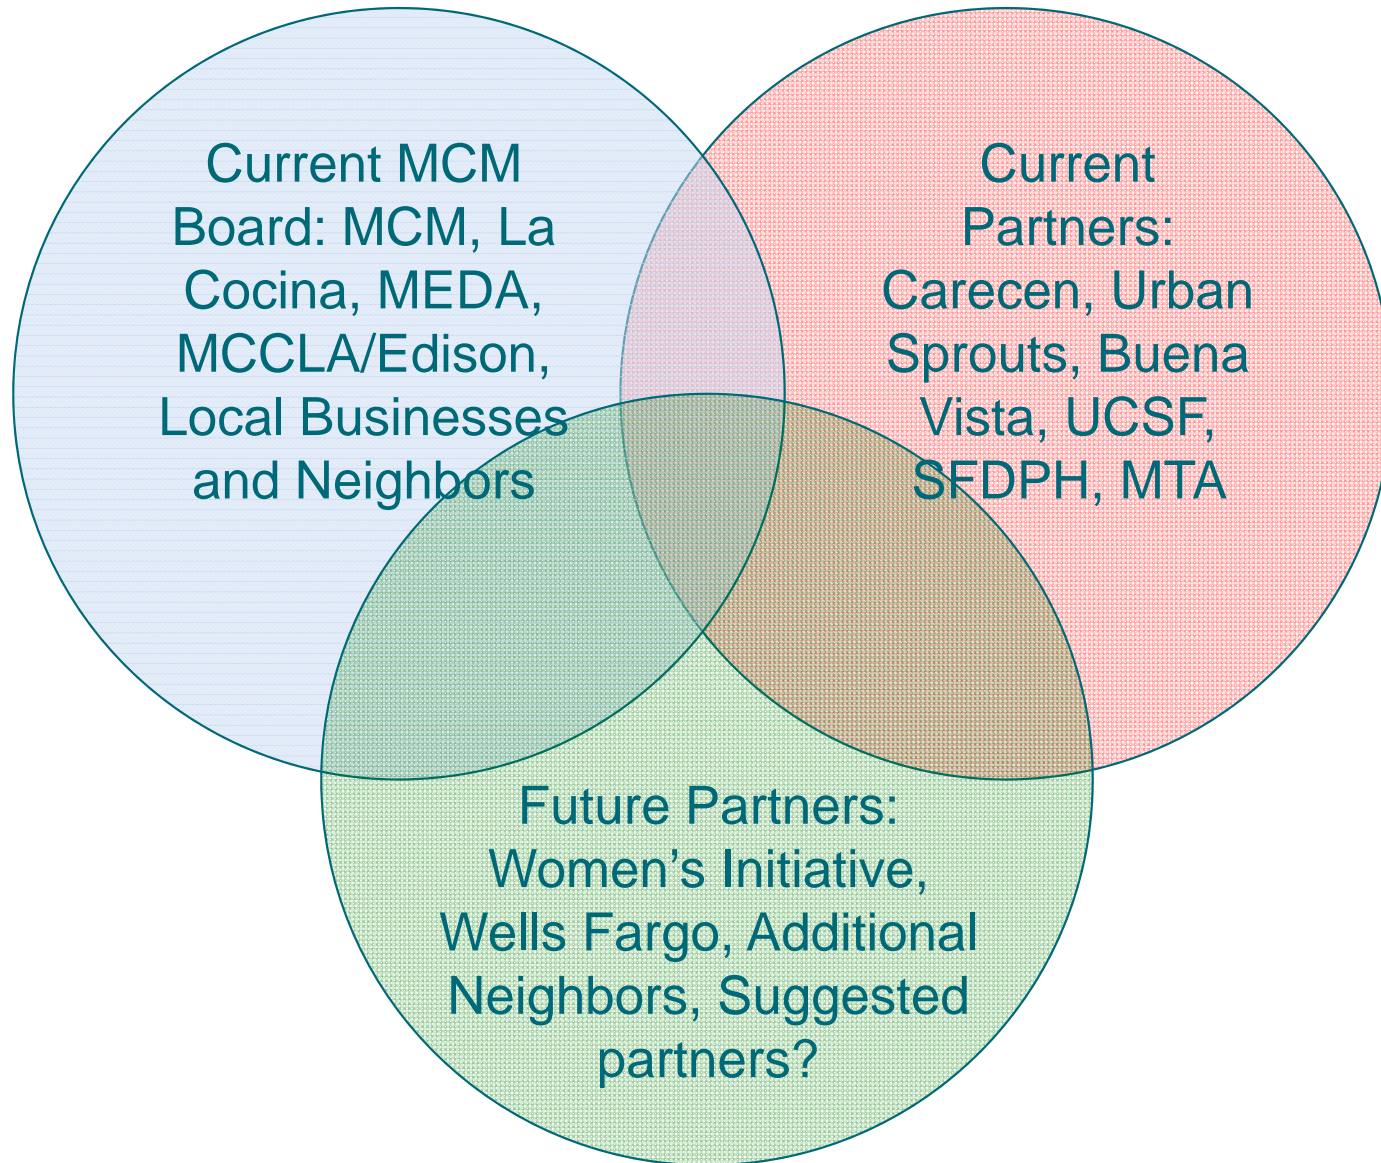 Current MCM
Board: MCM, La
Cocina, MEDA,
MCCLA/Edison,
Local Businesses
and Neighbors
Current
Partners:
Carecen, Urban
Sprouts, Buena
Vista, UCSF,
SFDPH, MTA
Future Partners:
Women’s Initiative,
Wells Fargo, Additional
Neighbors, Suggested
partners?